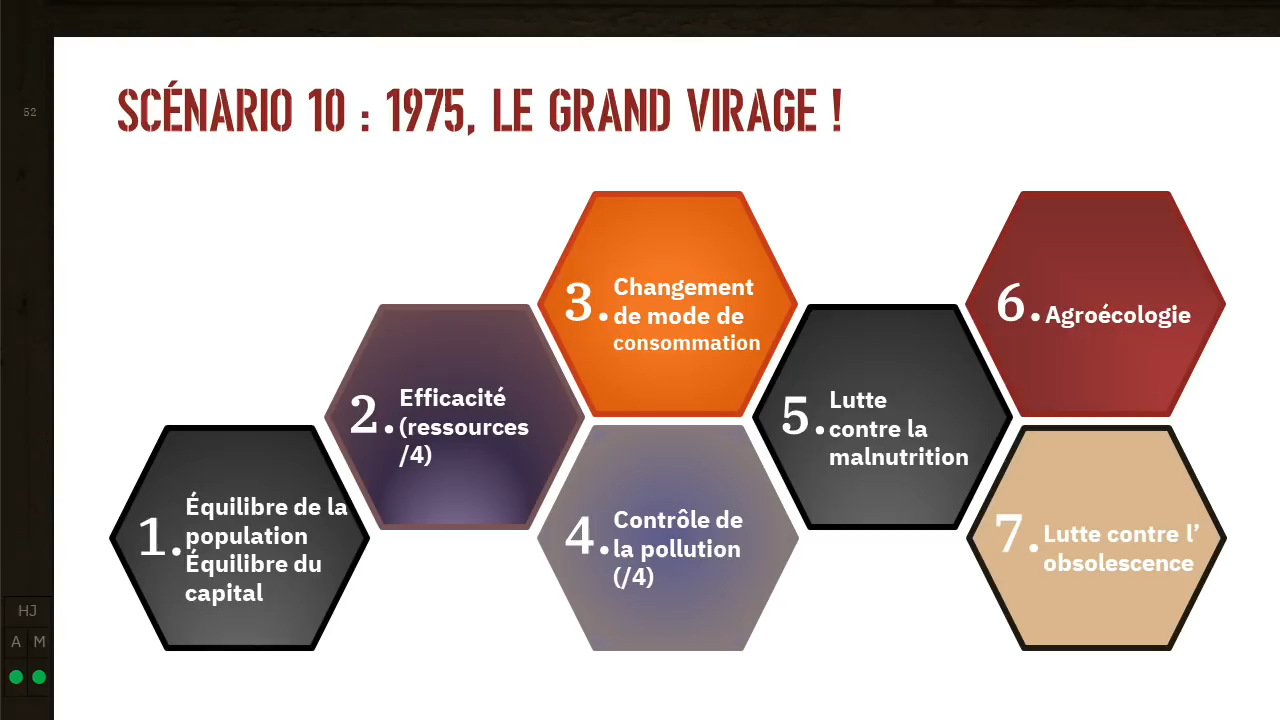 52
SCÉNARIO 10 : 1975, LE GRAND VIRAGE !
1.
Équilibre de la
population
Équilibre du
capital
2.
Efficacité
(ressources
/4)
3.
Changement
de mode de
consommation
4.
Contrôle de
la pollution
(/4)
5.
Lutte
contre la
malnutrition
6.
Agroécologie
7.
Lutte contre l’
obsolescence
HJ
A M